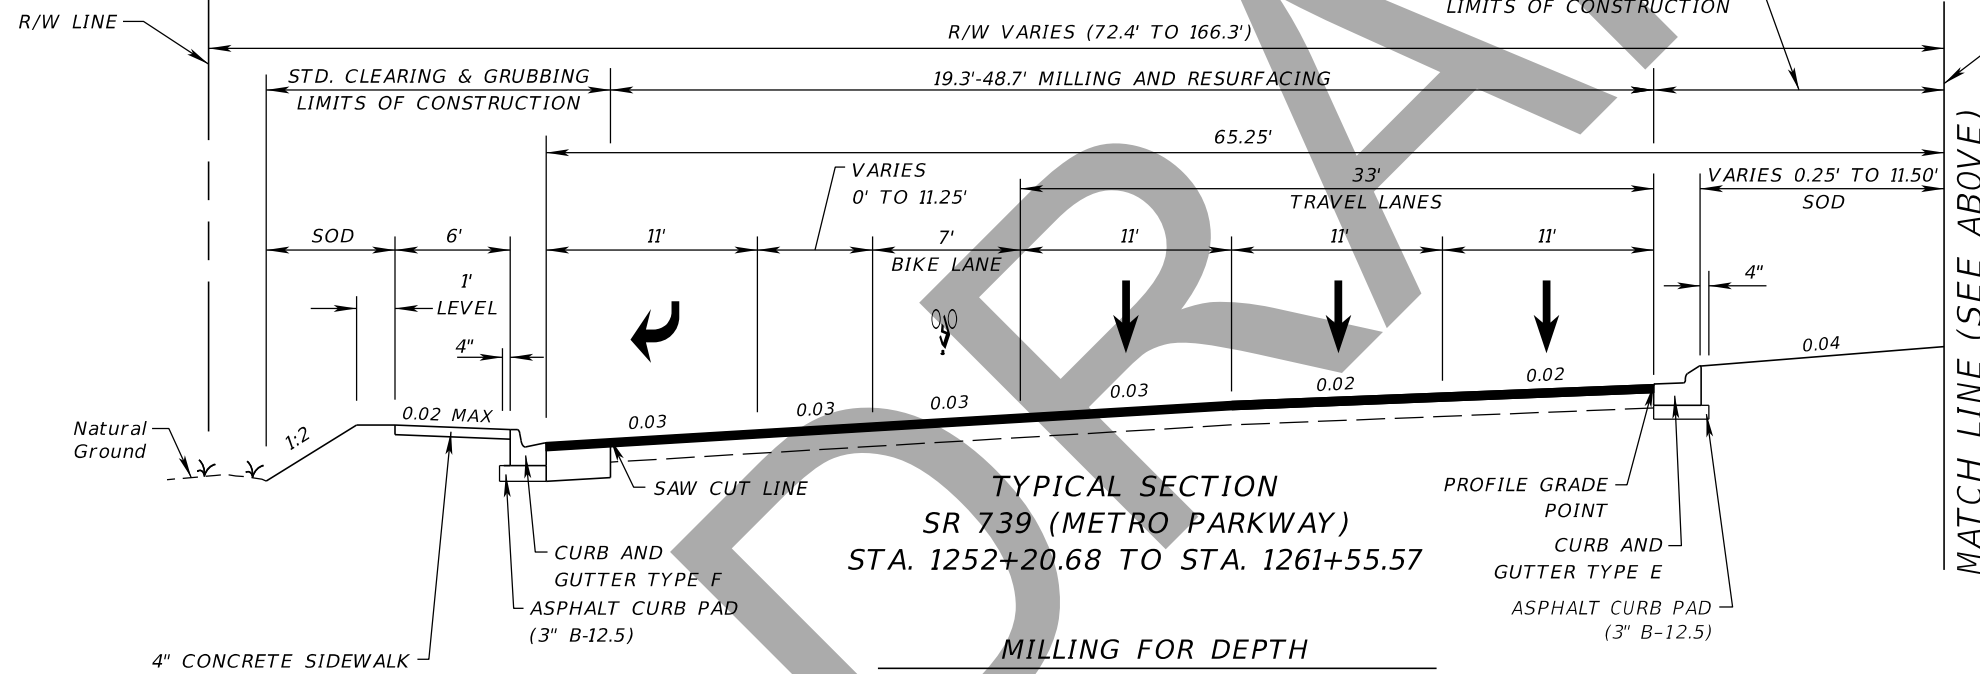 LIMITS OF CONSTRUCTION
R/W LINE
R/W VARIES (72.4' TO 166.3')
STD. CLEARING & GRUBBING
LIMITS OF CONSTRUCTION
19.3'-48.7' MILLING AND RESURFACING
65.25'
VARIES
0' TO 11.25'
33'
TRAVEL LANES
VARIES 0.25' TO 11.50'
SOD
SOD
6'
11'
7'
BIKE LANE
11'
11'
11'
1'
LEVEL
4"
4"
MATCH LINE (SEE ABOVE)
0.04
0.02 MAX
0.03
0.03
0.03
0.03
0.02
0.02
Natural
Ground
1:2
SAW CUT LINE
TYPICAL SECTION
SR 739 (METRO PARKWAY)
STA. 1252+20.68 TO STA. 1261+55.57
PROFILE GRADE
POINT
CURB AND
GUTTER TYPE F
CURB AND
GUTTER TYPE E
ASPHALT CURB PAD
(3" B-12.5)
ASPHALT CURB PAD
(3" B-12.5)
4" CONCRETE SIDEWALK
MILLING FOR DEPTH
DRA